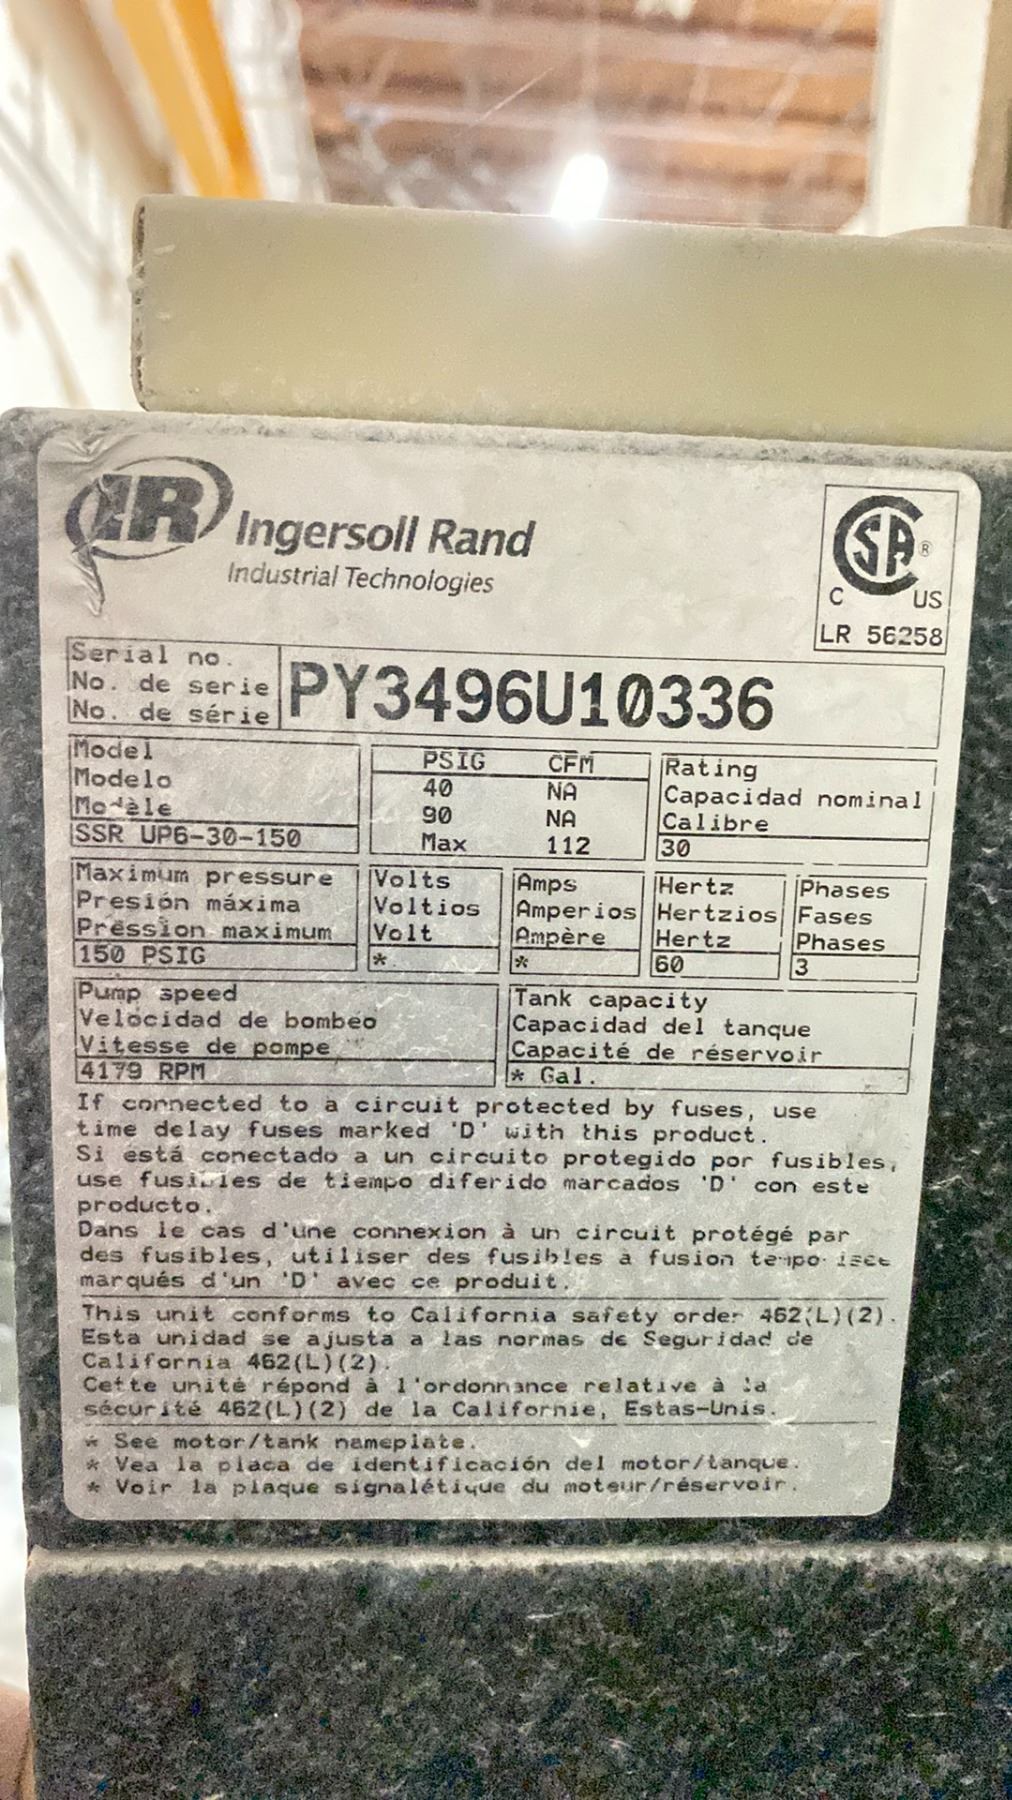 IR Ingersoll Rand
Industrial Technologies
CSA ®
C US
LR 56258
Serial no.
No. de serie
No. de série
PY3496U10336
Model
Modelo
Modèle
SSR UP6-30-150
PSIG CFM
40 NA
90 NA
Max 112
Rating
Capacidad nominal
Calibre
30
Maximum pressure
Presión máxima
Pression maximum
150 PSIG
Volts
Voltios
Volt
*
Amps
Amperios
Ampère
*
Hertz
Hertzios
Hertz
60
Phases
Fases
Phases
3
Pump speed
Velocidad de bombeo
Vitesse de pompe
4179 RPM
Tank capacity
Capacidad del tanque
Capacité de réservoir
* Gal.
If connected to a circuit protected by fuses, use
time delay fuses marked 'D' with this product.
Si está conectado a un circuito protegido por fusibles,
use fusibles de tiempo diferido marcados 'D' con este
producto.
Dans le cas d'une connexion à un circuit protégé par
des fusibles, utiliser des fusibles à fusion
marqués d'un 'D' avec ce produit.
This unit conforms to California safety order 462(L)(2).
Esta unidad se ajusta a las normas de Seguridad de
California 462(L)(2).
Cette unité répond à l'ordonnance relative à la
sécurité 462(L)(2) de la Californie, Estas-Unis.
* See motor/tank nameplate.
* Vea la placa de identificación del motor/tanque.
* Voir la plaque signalétique du moteur/réservoir.